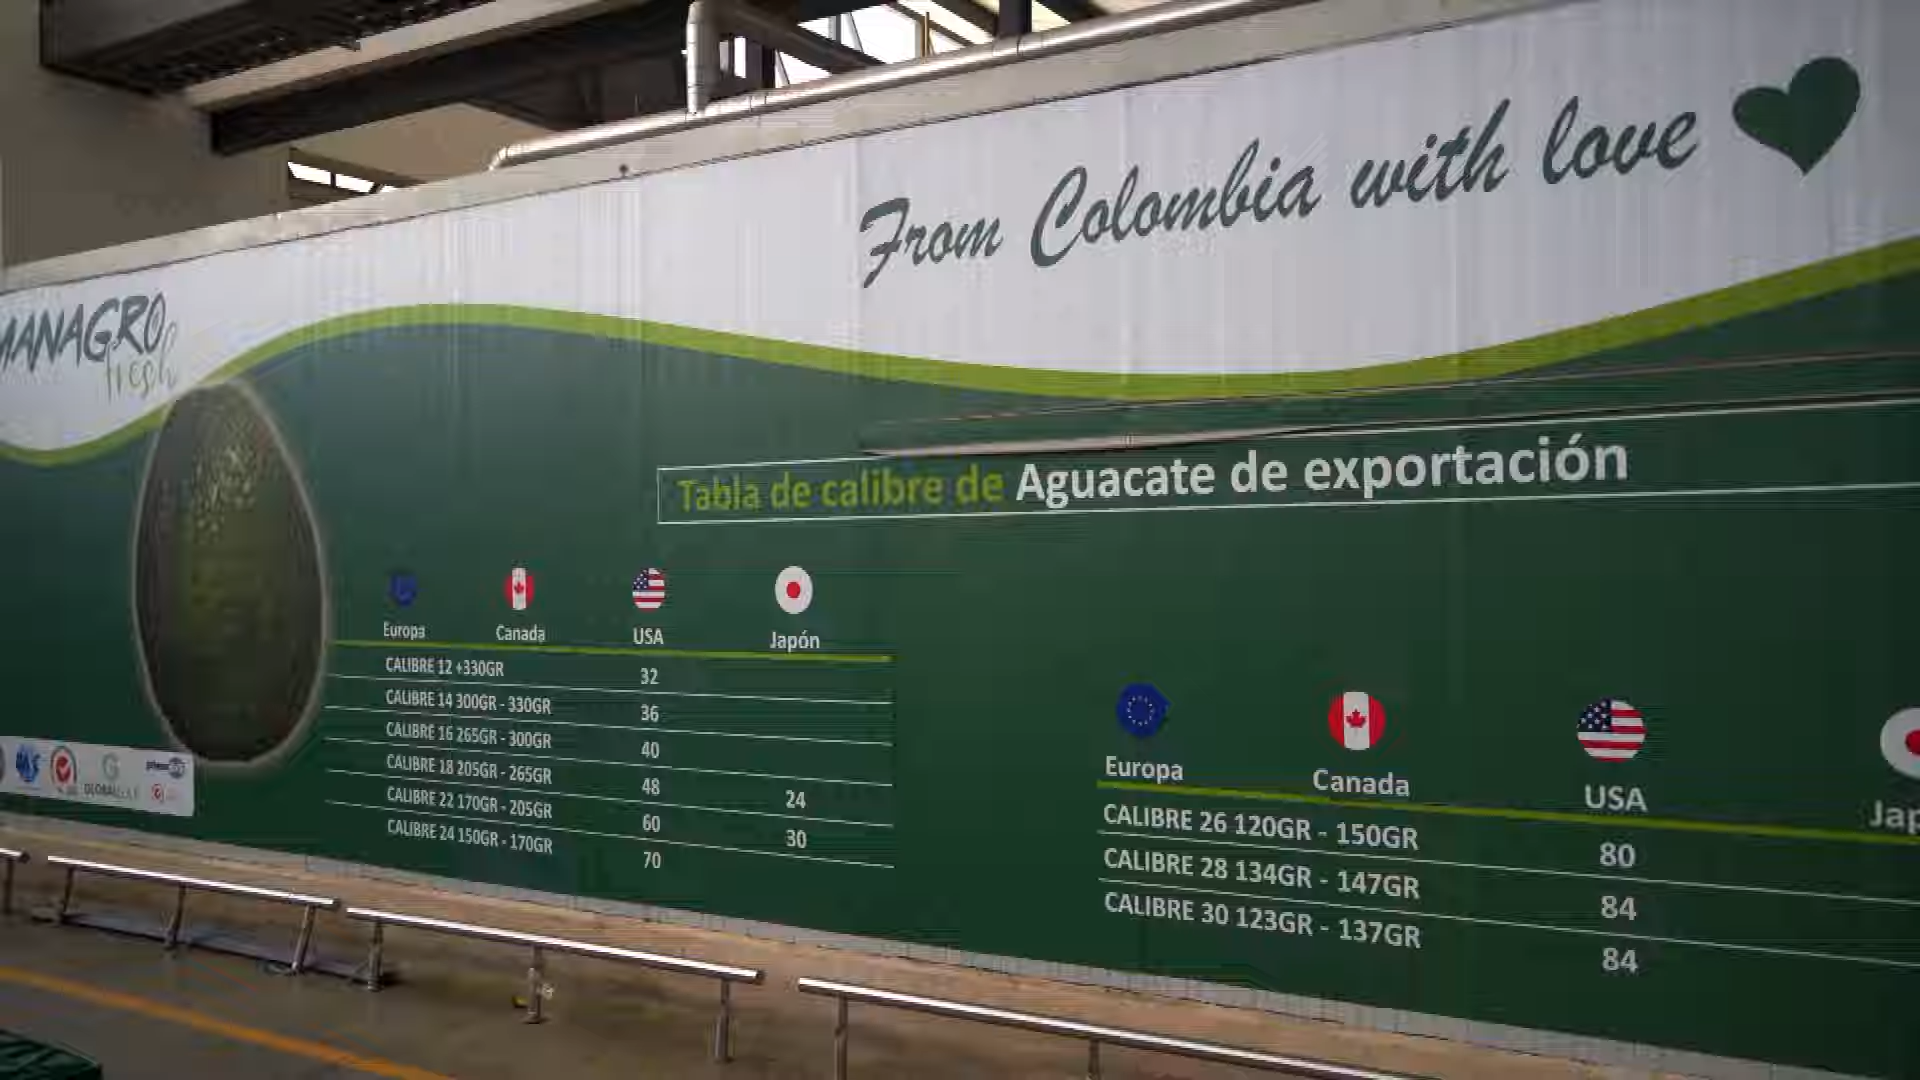 From Colombia with love
MANAGRO
fresh
Tabla de calibre de Aguacate de exportación
Europa Canada USA Japón
CALIBRE 12 +330GR 32
CALIBRE 14 300GR - 330GR 36
CALIBRE 16 265GR - 300GR 40
CALIBRE 18 205GR - 265GR 48 24
CALIBRE 22 170GR - 205GR 60 30
CALIBRE 24 150GR - 170GR 70
Europa Canada USA Jap
CALIBRE 26 120GR - 150GR 80
CALIBRE 28 134GR - 147GR 84
CALIBRE 30 123GR - 137GR 84